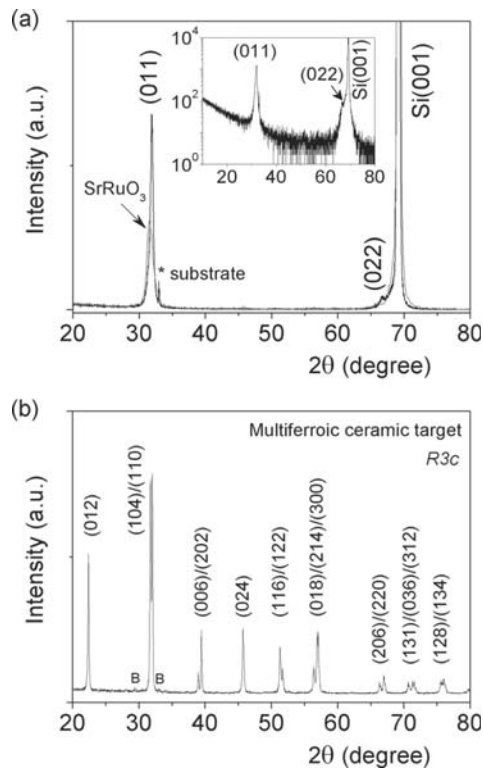 (a)
Intensity (a.u.)
(011)
SrRuO3
* substrate
(022)
Si(001)
10^4
10^2
10^0
(011)
(022)
Si(001)
20 40 60 80
20 30 40 50 60 70 80
2θ (degree)
(b)
Multiferroic ceramic target
R3c
Intensity (a.u.)
(012)
(104)/(110)
(006)/(202)
(024)
(116)/(122)
(018)/(214)/(300)
(206)/(220)
(131)/(036)/(312)
(128)/(134)
B B
20 30 40 50 60 70 80
2θ (degree)